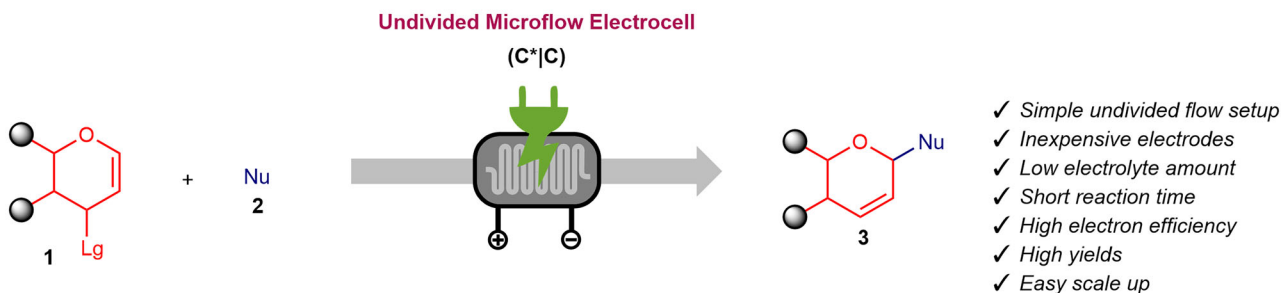 Undivided Microflow Electrocell
(C*|C)
O
Lg
1
+
Nu
2
+
−
O
Nu
3
✓ Simple undivided flow setup
✓ Inexpensive electrodes
✓ Low electrolyte amount
✓ Short reaction time
✓ High electron efficiency
✓ High yields
✓ Easy scale up